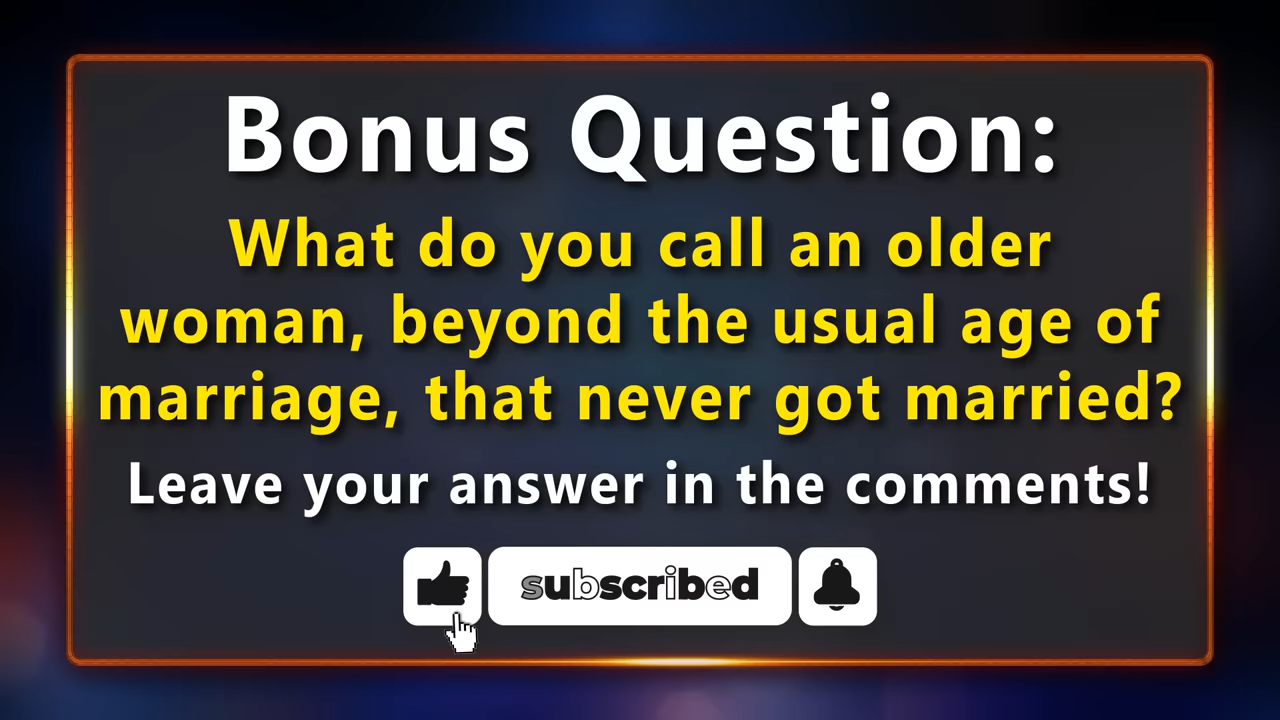 Bonus Question:
What do you call an older
woman, beyond the usual age of
marriage, that never got married?
Leave your answer in the comments!
subscribed